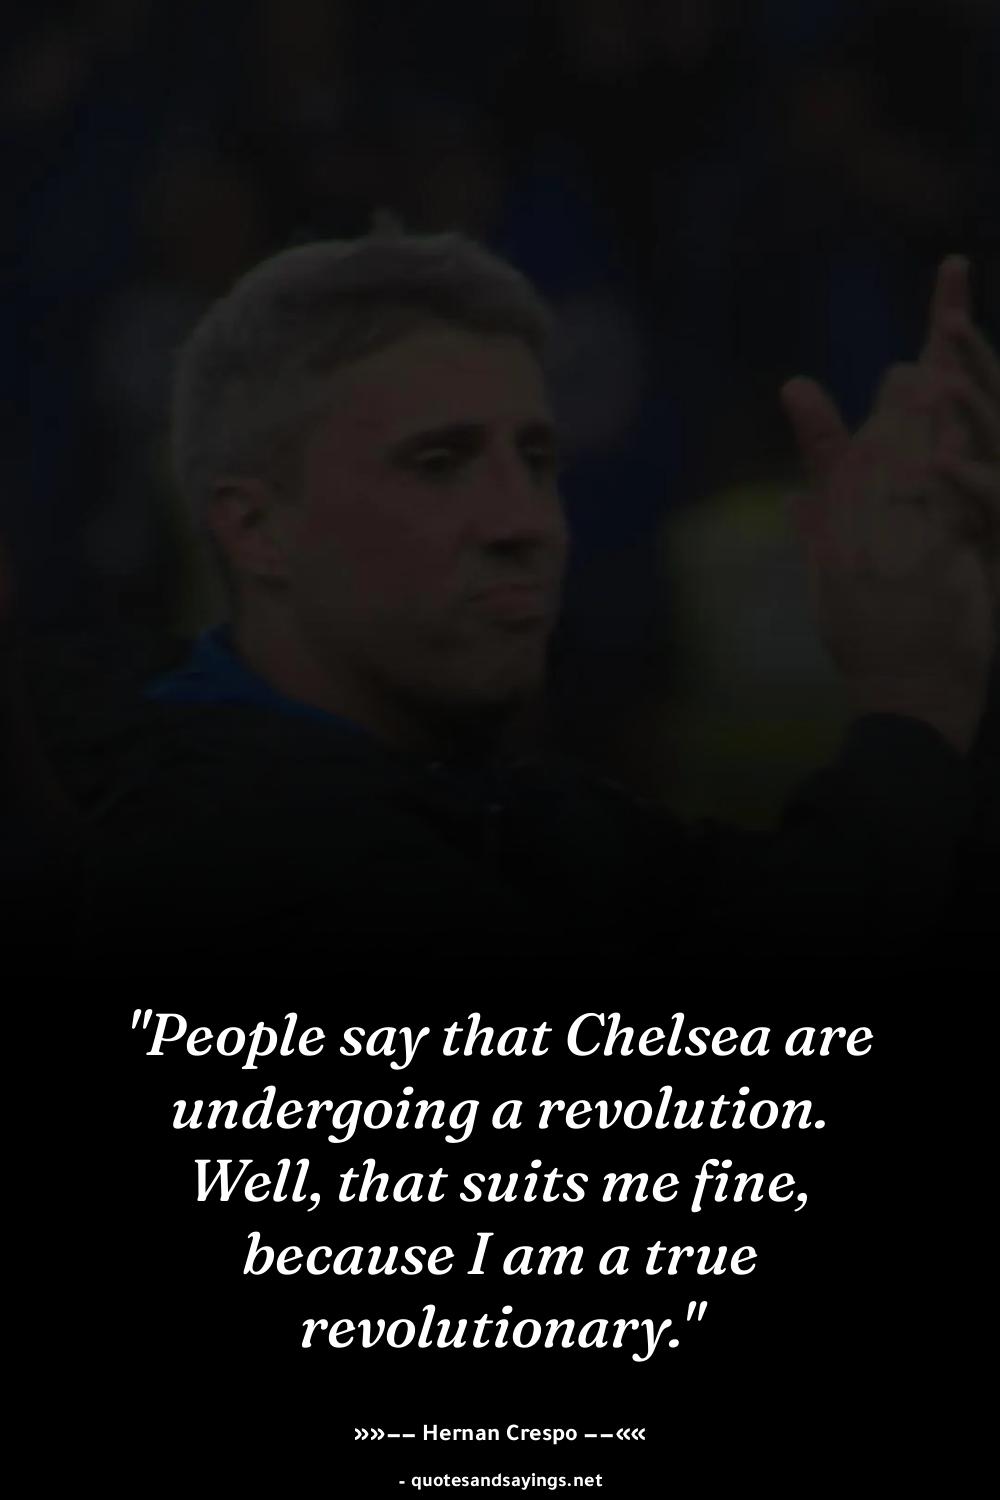 "People say that Chelsea are
undergoing a revolution.
Well, that suits me fine,
because I am a true
revolutionary."
»»−− Hernan Crespo −−««
- quotesandsayings.net